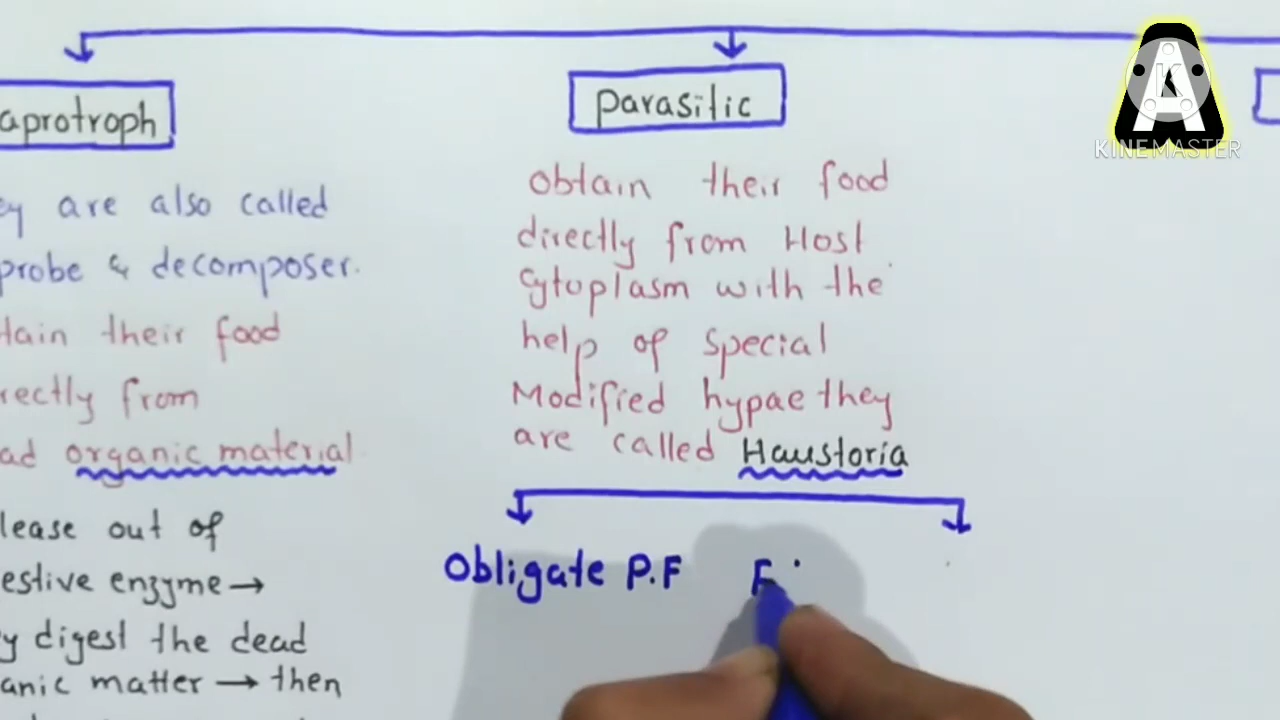 aprotroph
ey are also called
probe & decomposer.
tain their food
rectly from
ad organic material
lease out of
estive enzyme →
y digest the dead
anic matter → then
Parasitic
Obtain their food
directly from Host
Cytoplasm with the
help of special
Modified hypae they
are called Haustoria
Obligate P.F
F
A
K
KINEMASTER